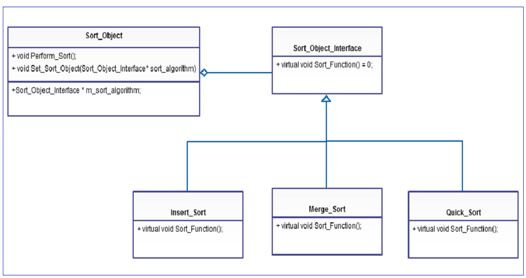 Sort_Object
+ void Perform_Sort();
+ void Set_Sort_Object(Sort_Object_Interface* sort_algorithm)
+Sort_Object_Interface * m_sort_algorithm;
Sort_Object_Interface
+ virtual void Sort_Function() = 0;
Insert_Sort
+ virtual void Sort_Function();
Merge_Sort
+ virtual void Sort_Function();
Quick_Sort
+ virtual void Sort_Function();